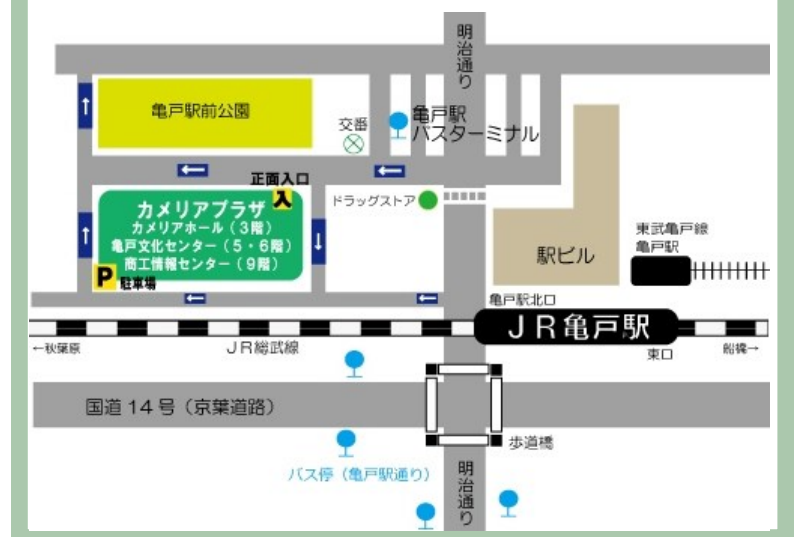 明治通り
亀戸駅前公園
交番
亀戸駅
バスターミナル
正面入口
入
カメリアプラザ
カメリアホール（3階）
亀戸文化センター（5・6階）
商工情報センター（9階）
P
駐車場
ドラッグストア
駅ビル
東武亀戸線
亀戸駅
亀戸駅北口
JR亀戸駅
←秋葉原
JR総武線
東口
船橋→
国道14号（京葉道路）
歩道橋
バス停（亀戸駅通り）
明治通り